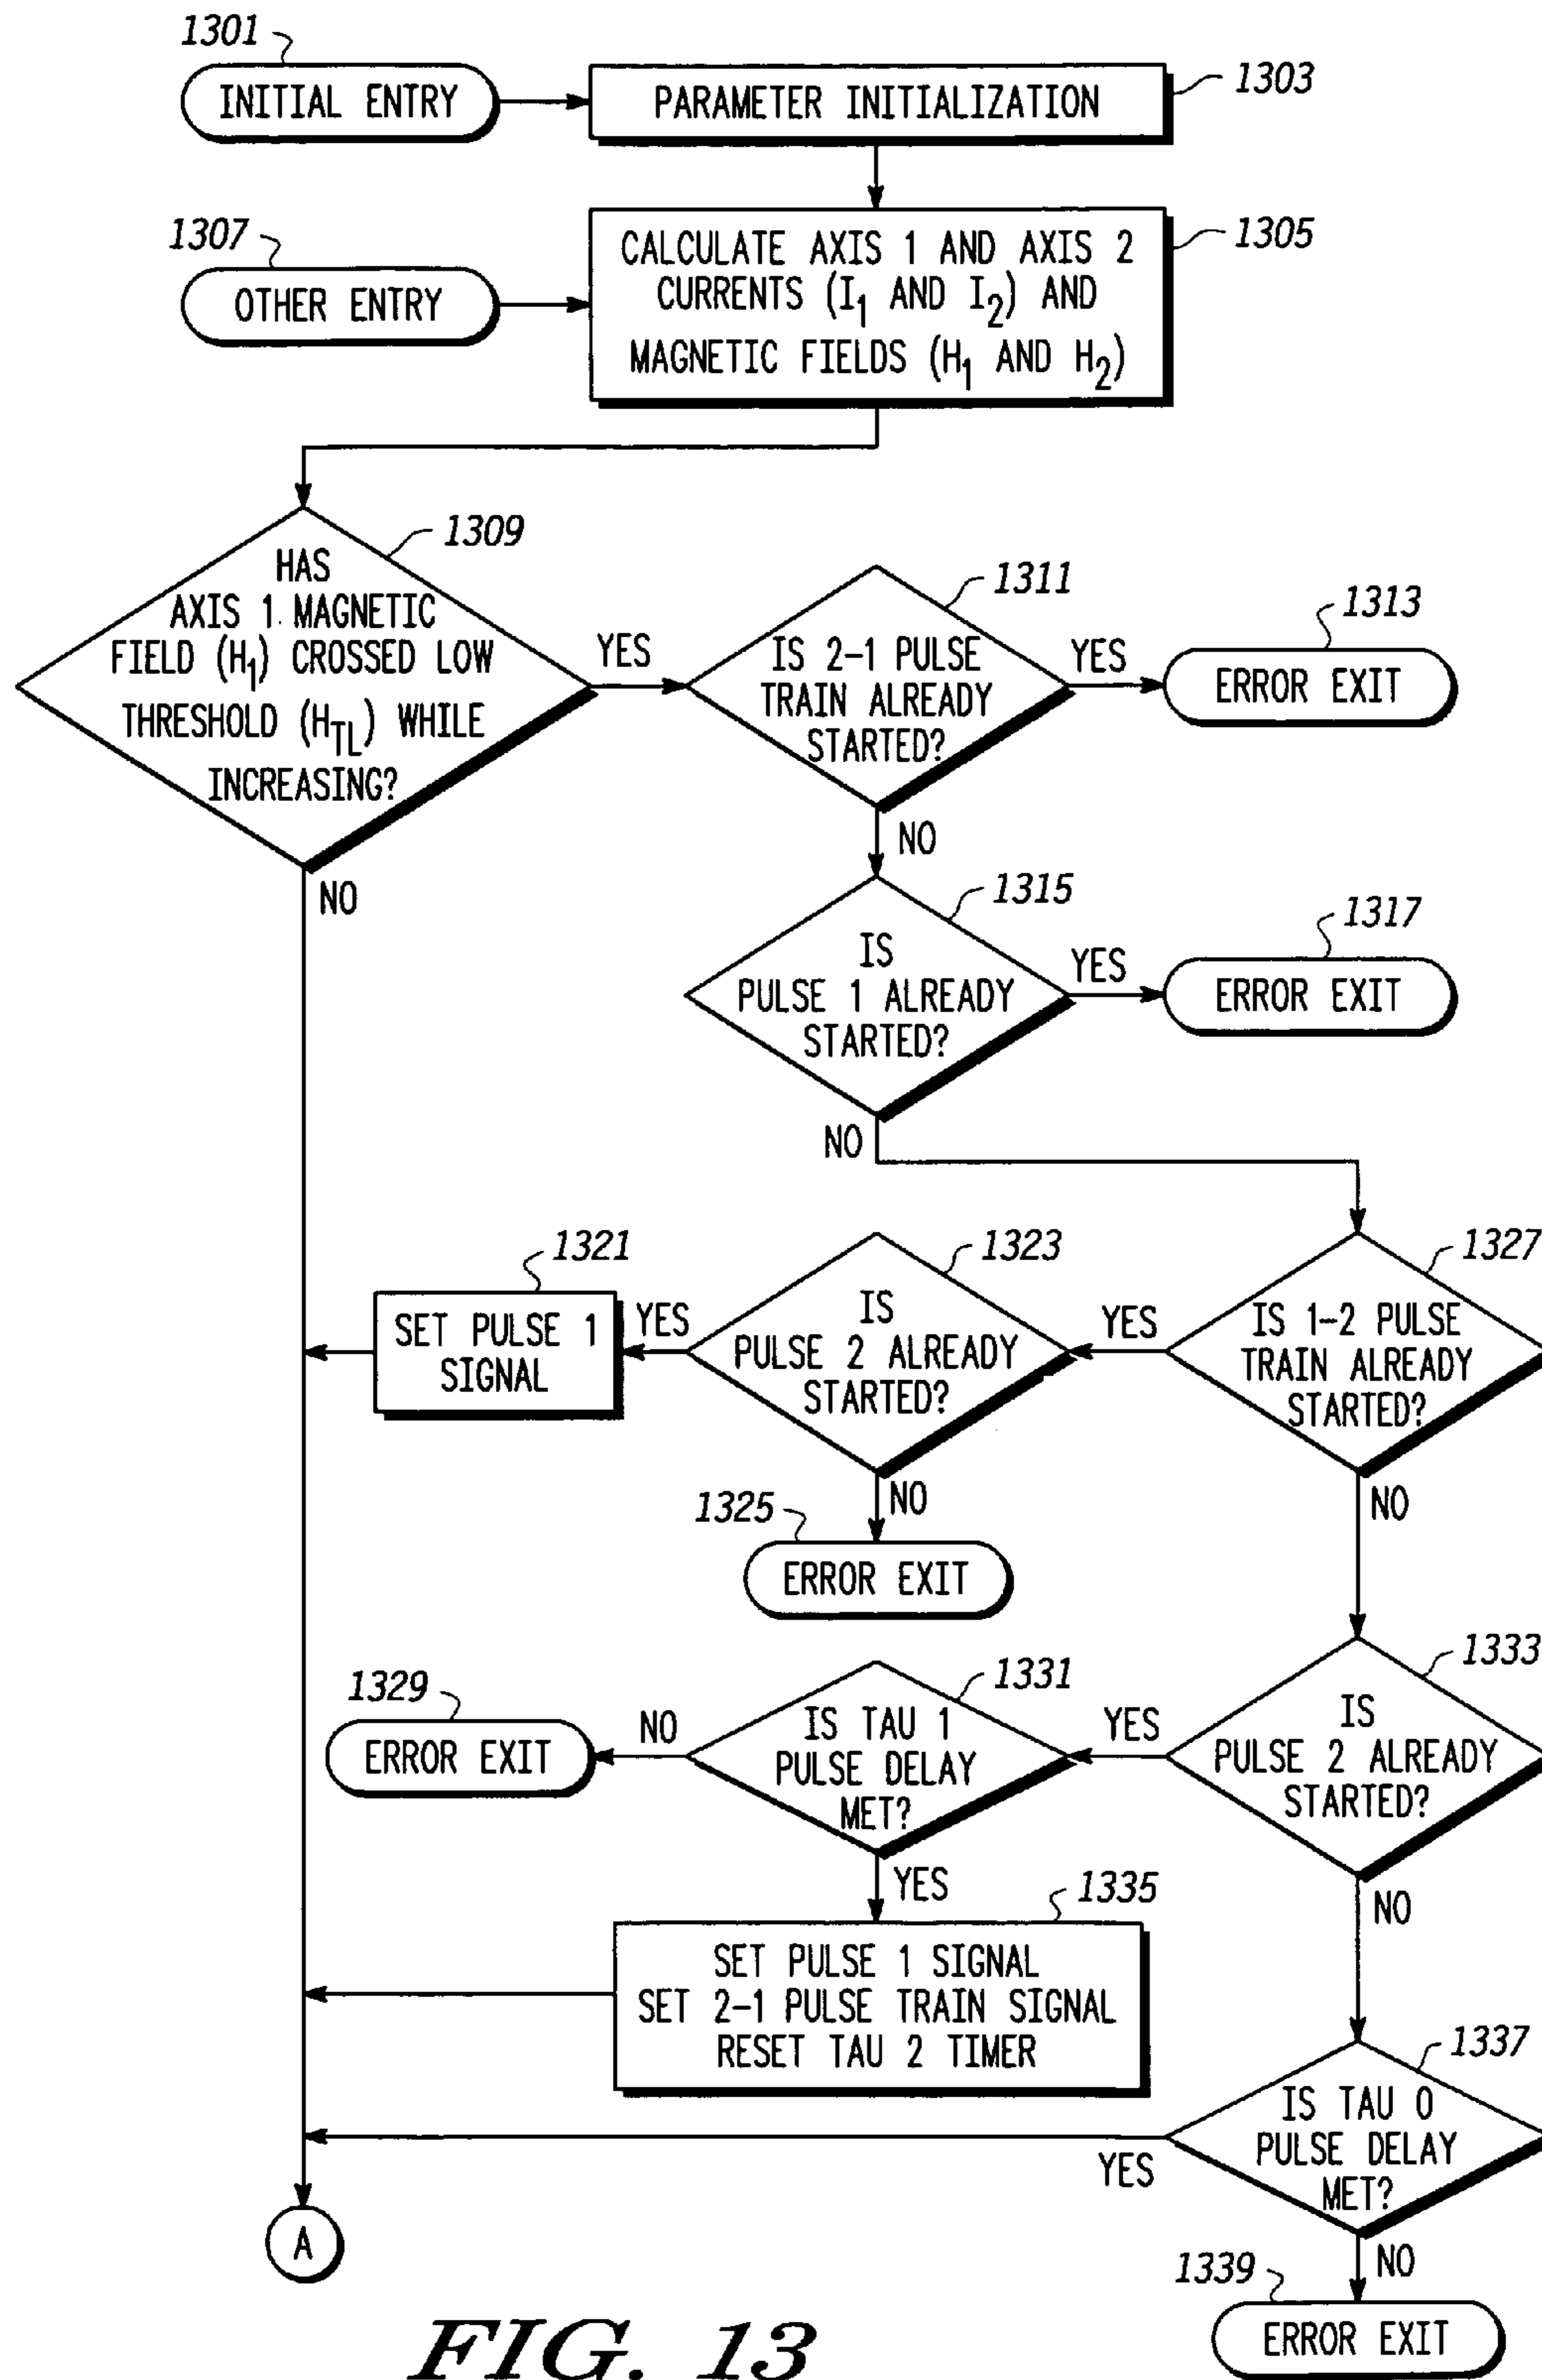 1301
INITIAL ENTRY
PARAMETER INITIALIZATION
1303
1307
OTHER ENTRY
CALCULATE AXIS 1 AND AXIS 2
CURRENTS (I1 AND I2) AND
MAGNETIC FIELDS (H1 AND H2)
1305
1309
HAS
AXIS 1 MAGNETIC
FIELD (H1) CROSSED LOW
THRESHOLD (HTL) WHILE
INCREASING?
YES
NO
1311
IS 2-1 PULSE
TRAIN ALREADY
STARTED?
YES
1313
ERROR EXIT
NO
1315
IS
PULSE 1 ALREADY
STARTED?
YES
1317
ERROR EXIT
NO
1321
SET PULSE 1
SIGNAL
YES
1323
IS
PULSE 2 ALREADY
STARTED?
YES
1327
IS 1-2 PULSE
TRAIN ALREADY
STARTED?
NO
1325
ERROR EXIT
NO
1329
ERROR EXIT
NO
1331
IS TAU 1
PULSE DELAY
MET?
YES
1333
IS
PULSE 2 ALREADY
STARTED?
YES
1335
SET PULSE 1 SIGNAL
SET 2-1 PULSE TRAIN SIGNAL
RESET TAU 2 TIMER
NO
1337
IS TAU 0
PULSE DELAY
MET?
YES
A
NO
1339
ERROR EXIT
FIG. 13